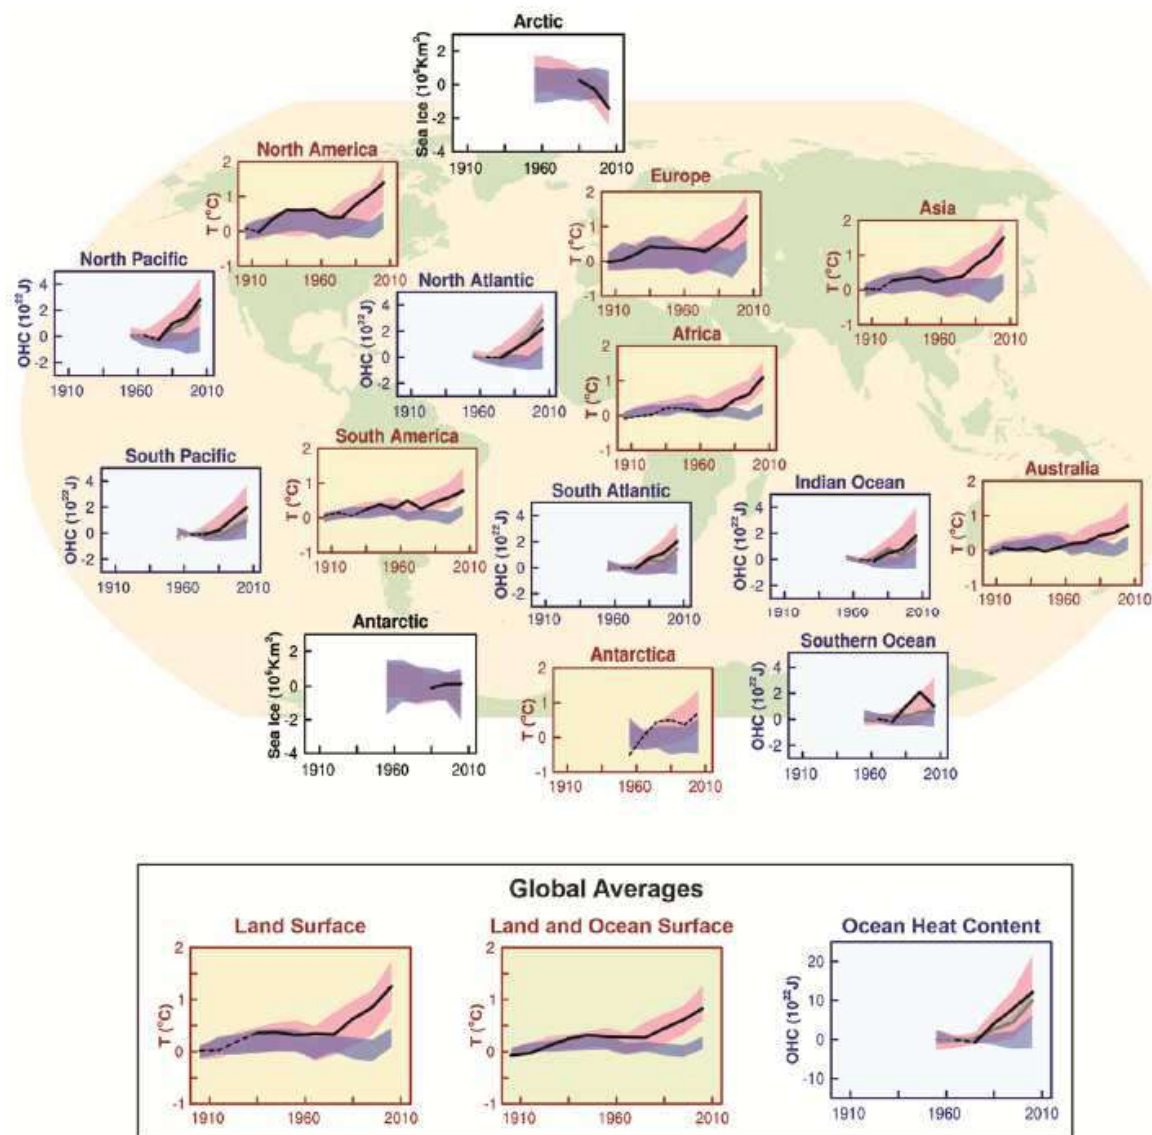 Arctic
Sea Ice (10⁶Km²)
2
0
-2
-4
1910 1960 2010
North America
T (°C)
2
1
0
-1
1910 1960 2010
Europe
T (°C)
2
1
0
-1
1910 1960 2010
Asia
T (°C)
2
1
0
-1
1910 1960 2010
North Pacific
OHC (10²²J)
4
2
0
-2
1910 1960 2010
North Atlantic
OHC (10²²J)
4
2
0
-2
1910 1960 2010
Africa
T (°C)
2
1
0
-1
1910 1960 2010
South Pacific
OHC (10²²J)
4
2
0
-2
1910 1960 2010
South America
T (°C)
2
1
0
-1
1910 1960 2010
South Atlantic
OHC (10²²J)
4
2
0
-2
1910 1960 2010
Indian Ocean
OHC (10²²J)
4
2
0
-2
1910 1960 2010
Australia
T (°C)
2
1
0
-1
1910 1960 2010
Antarctic
Sea Ice (10⁶Km²)
2
0
-2
-4
1910 1960 2010
Antarctica
T (°C)
2
1
0
-1
1910 1960 2010
Southern Ocean
OHC (10²²J)
4
2
0
-2
1910 1960 2010
Global Averages
Land Surface
T (°C)
2
1
0
-1
1910 1960 2010
Land and Ocean Surface
T (°C)
2
1
0
-1
1910 1960 2010
Ocean Heat Content
OHC (10²²J)
20
10
0
-10
1910 1960 2010